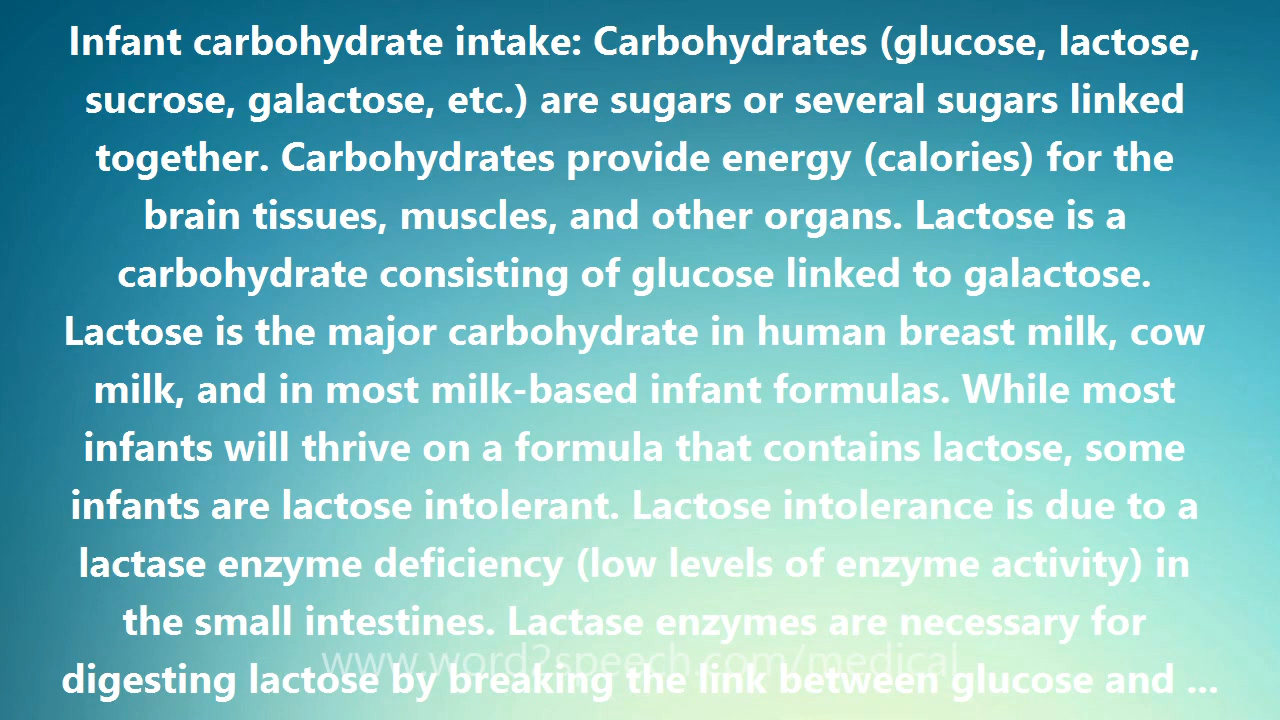 Infant carbohydrate intake: Carbohydrates (glucose, lactose,
sucrose, galactose, etc.) are sugars or several sugars linked
together. Carbohydrates provide energy (calories) for the
brain tissues, muscles, and other organs. Lactose is a
carbohydrate consisting of glucose linked to galactose.
Lactose is the major carbohydrate in human breast milk, cow
milk, and in most milk-based infant formulas. While most
infants will thrive on a formula that contains lactose, some
infants are lactose intolerant. Lactose intolerance is due to a
lactase enzyme deficiency (low levels of enzyme activity) in
the small intestines. Lactase enzymes are necessary for
www.word2speech.com/medical
digesting lactose by breaking the link between glucose and ...